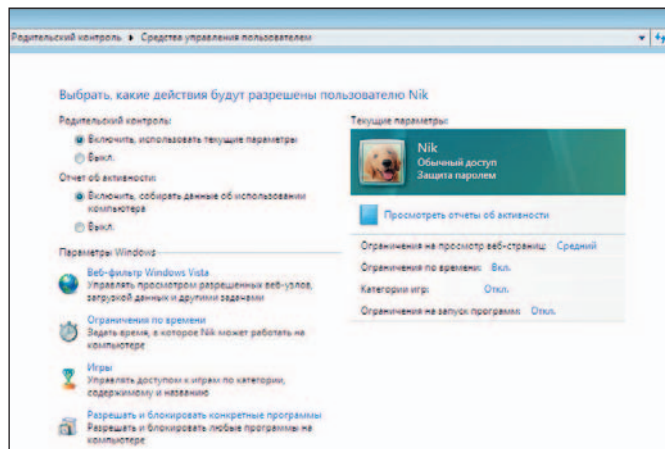 Родительский контроль ▸ Средства управления пользователем
Выбрать, какие действия будут разрешены пользователю Nik
Родительский контроль:
Включить, использовать текущие параметры
Выкл.
Отчет об активности:
Включить, собирать данные об использовании
компьютера
Выкл.
Параметры Windows
Веб-фильтр Windows Vista
Управлять просмотром разрешенных веб-узлов,
загрузкой данных и другими задачами
Ограничения по времени
Задать время, в которое Nik может работать на
компьютере
Игры
Управлять доступом к играм по категории,
содержимому и названию
Разрешать и блокировать конкретные программы
Разрешать и блокировать любые программы на
компьютере
Текущие параметры:
Nik
Обычный доступ
Защита паролем
Просмотреть отчеты об активности
Ограничения на просмотр веб-страниц: Средний
Ограничения по времени: Вкл.
Категории игр: Откл.
Ограничения на запуск программ: Откл.